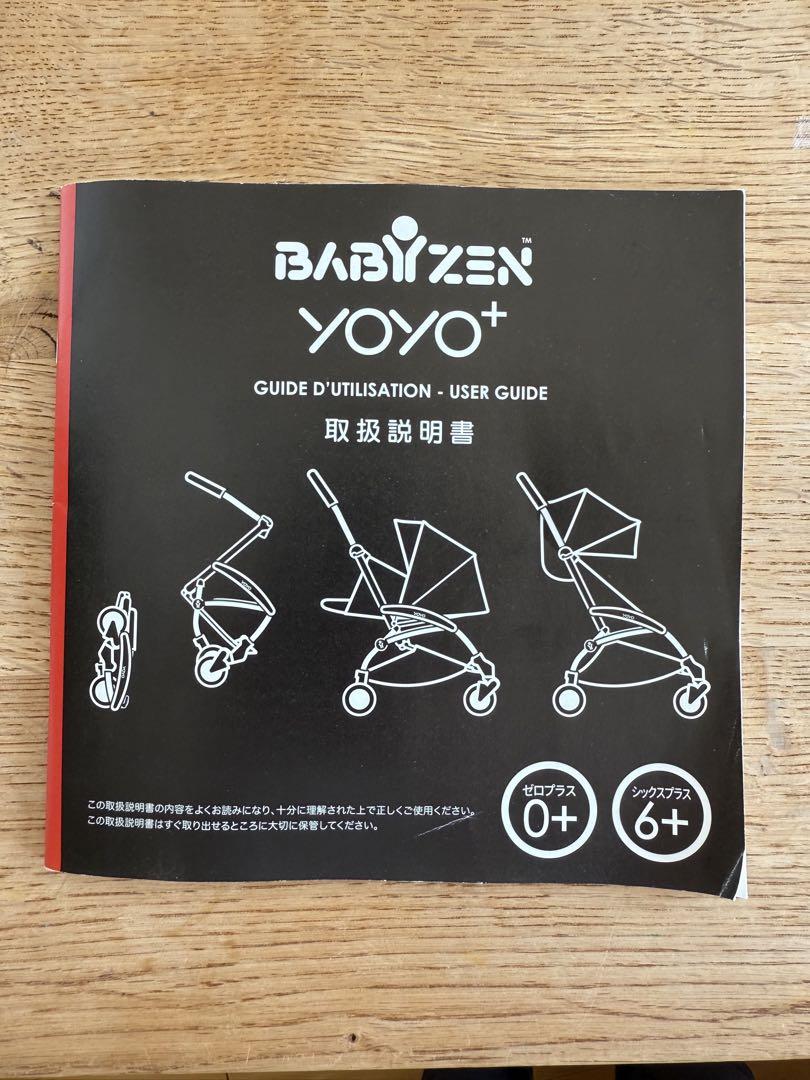 BABYZEN™
YOYO+
GUIDE D'UTILISATION - USER GUIDE
取扱説明書
YOYO
YOYO
YOYO
YOYO
ゼロプラス
0+
シックスプラス
6+
この取扱説明書の内容をよくお読みになり、十分に理解された上で正しくご使用ください。
この取扱説明書はすぐ取り出せるところに大切に保管してください。